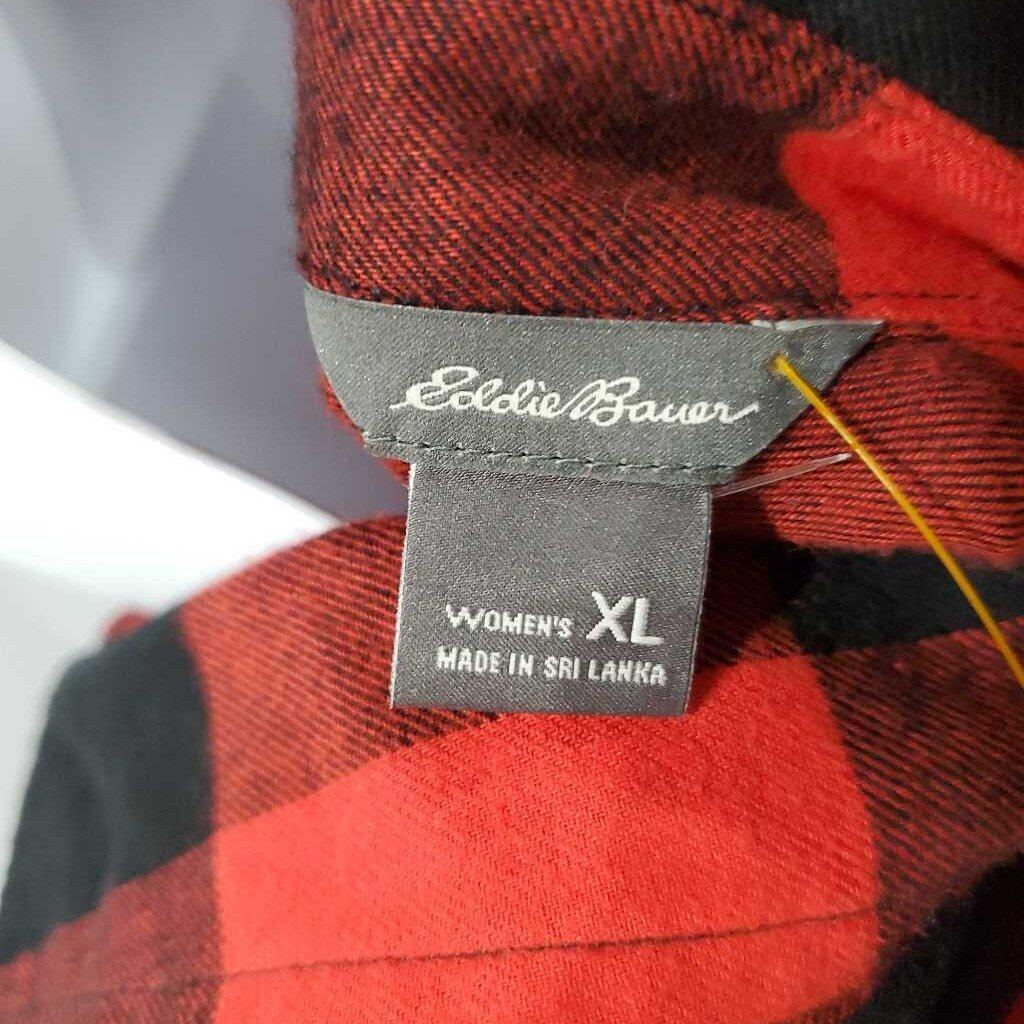 Eddie Bauer
WOMEN'S XL
MADE IN SRI LANKA